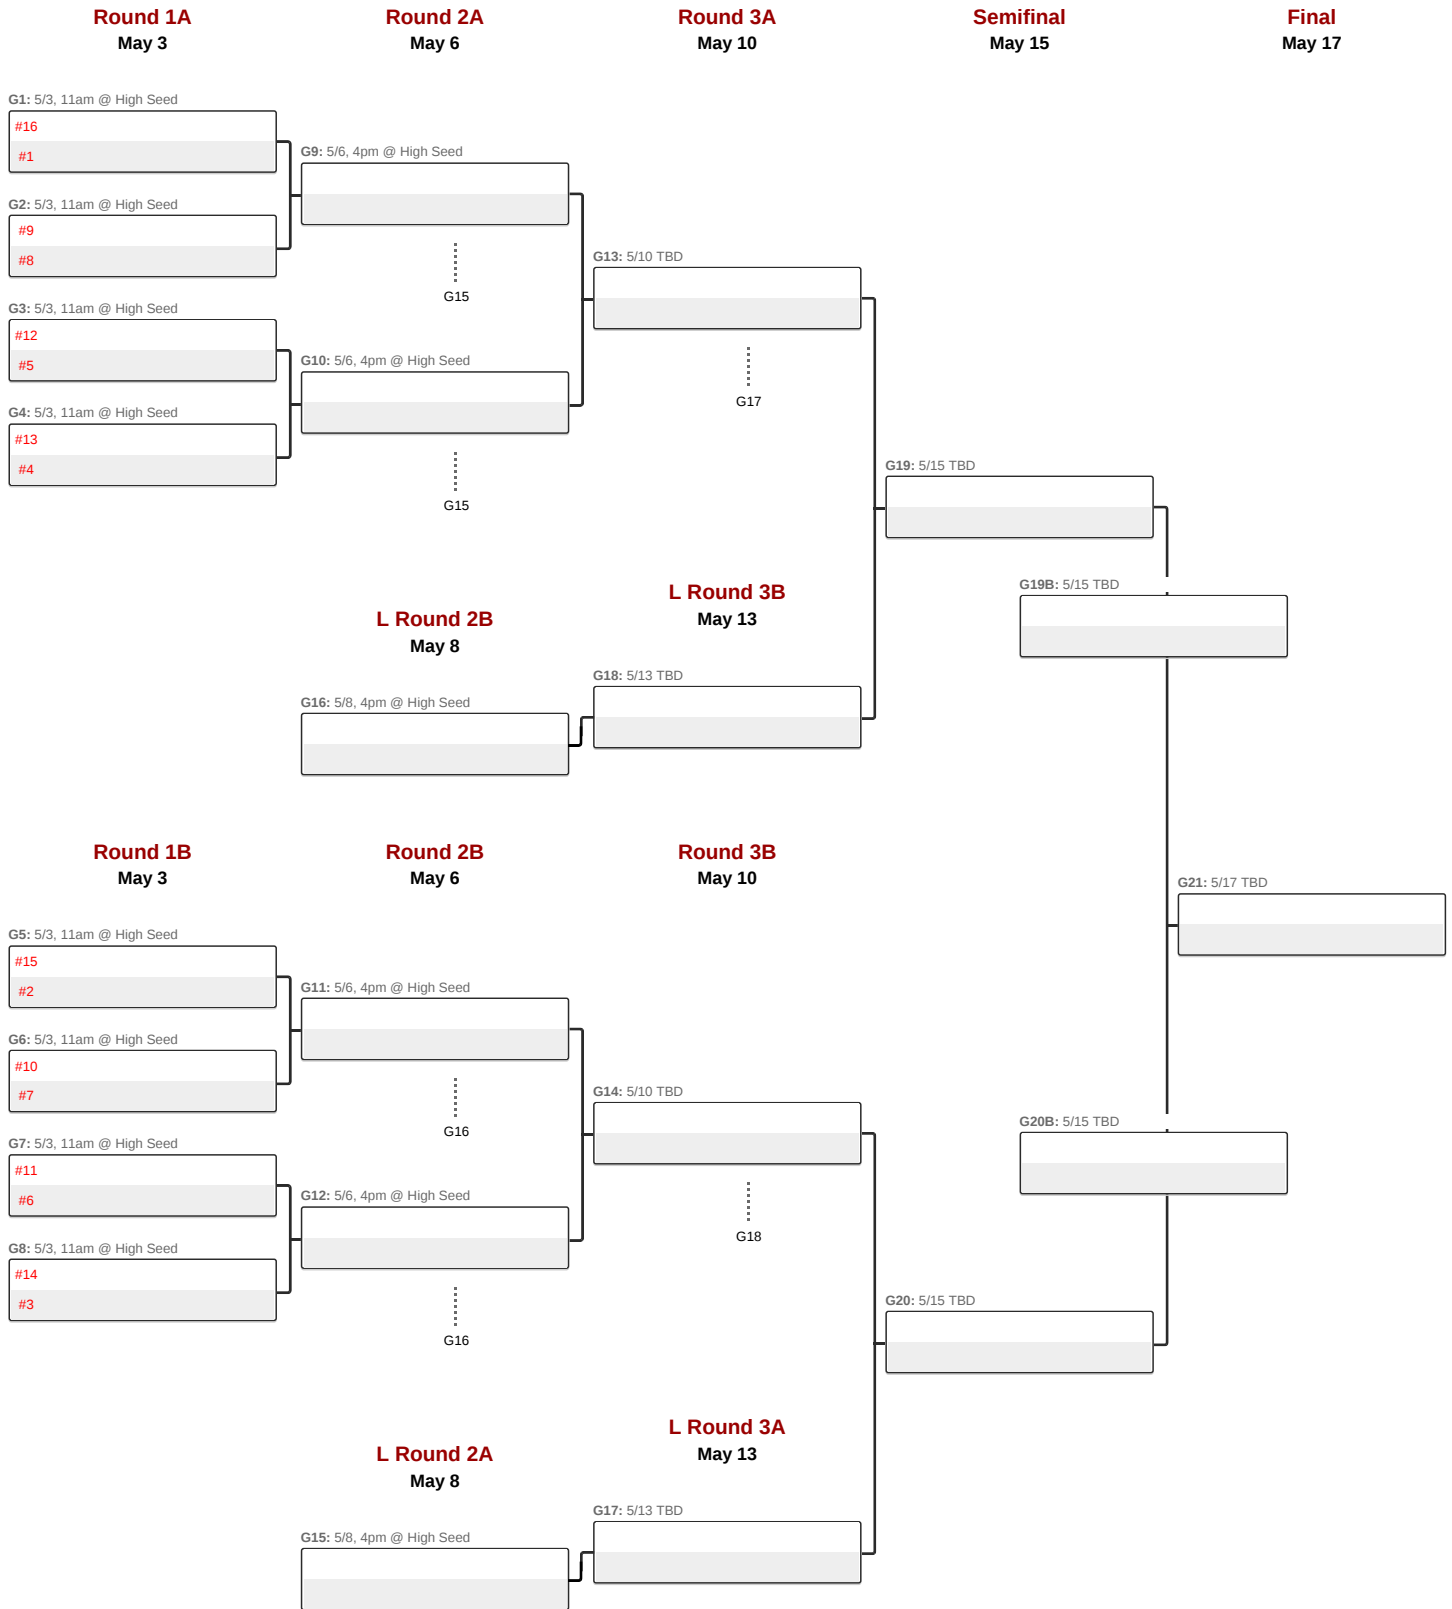 Round 1A
May 3
Round 2A
May 6
Round 3A
May 10
Semifinal
May 15
Final
May 17
G1: 5/3, 11am @ High Seed
#16
#1
G2: 5/3, 11am @ High Seed
#9
#8
G3: 5/3, 11am @ High Seed
#12
#5
G4: 5/3, 11am @ High Seed
#13
#4
G9: 5/6, 4pm @ High Seed
G15
G10: 5/6, 4pm @ High Seed
G15
G13: 5/10 TBD
G17
G19: 5/15 TBD
G19B: 5/15 TBD
L Round 2B
May 8
G16: 5/8, 4pm @ High Seed
L Round 3B
May 13
G18: 5/13 TBD
Round 1B
May 3
Round 2B
May 6
Round 3B
May 10
G21: 5/17 TBD
G5: 5/3, 11am @ High Seed
#15
#2
G6: 5/3, 11am @ High Seed
#10
#7
G7: 5/3, 11am @ High Seed
#11
#6
G8: 5/3, 11am @ High Seed
#14
#3
G11: 5/6, 4pm @ High Seed
G16
G12: 5/6, 4pm @ High Seed
G16
G14: 5/10 TBD
G18
G20B: 5/15 TBD
G20: 5/15 TBD
L Round 2A
May 8
G15: 5/8, 4pm @ High Seed
L Round 3A
May 13
G17: 5/13 TBD